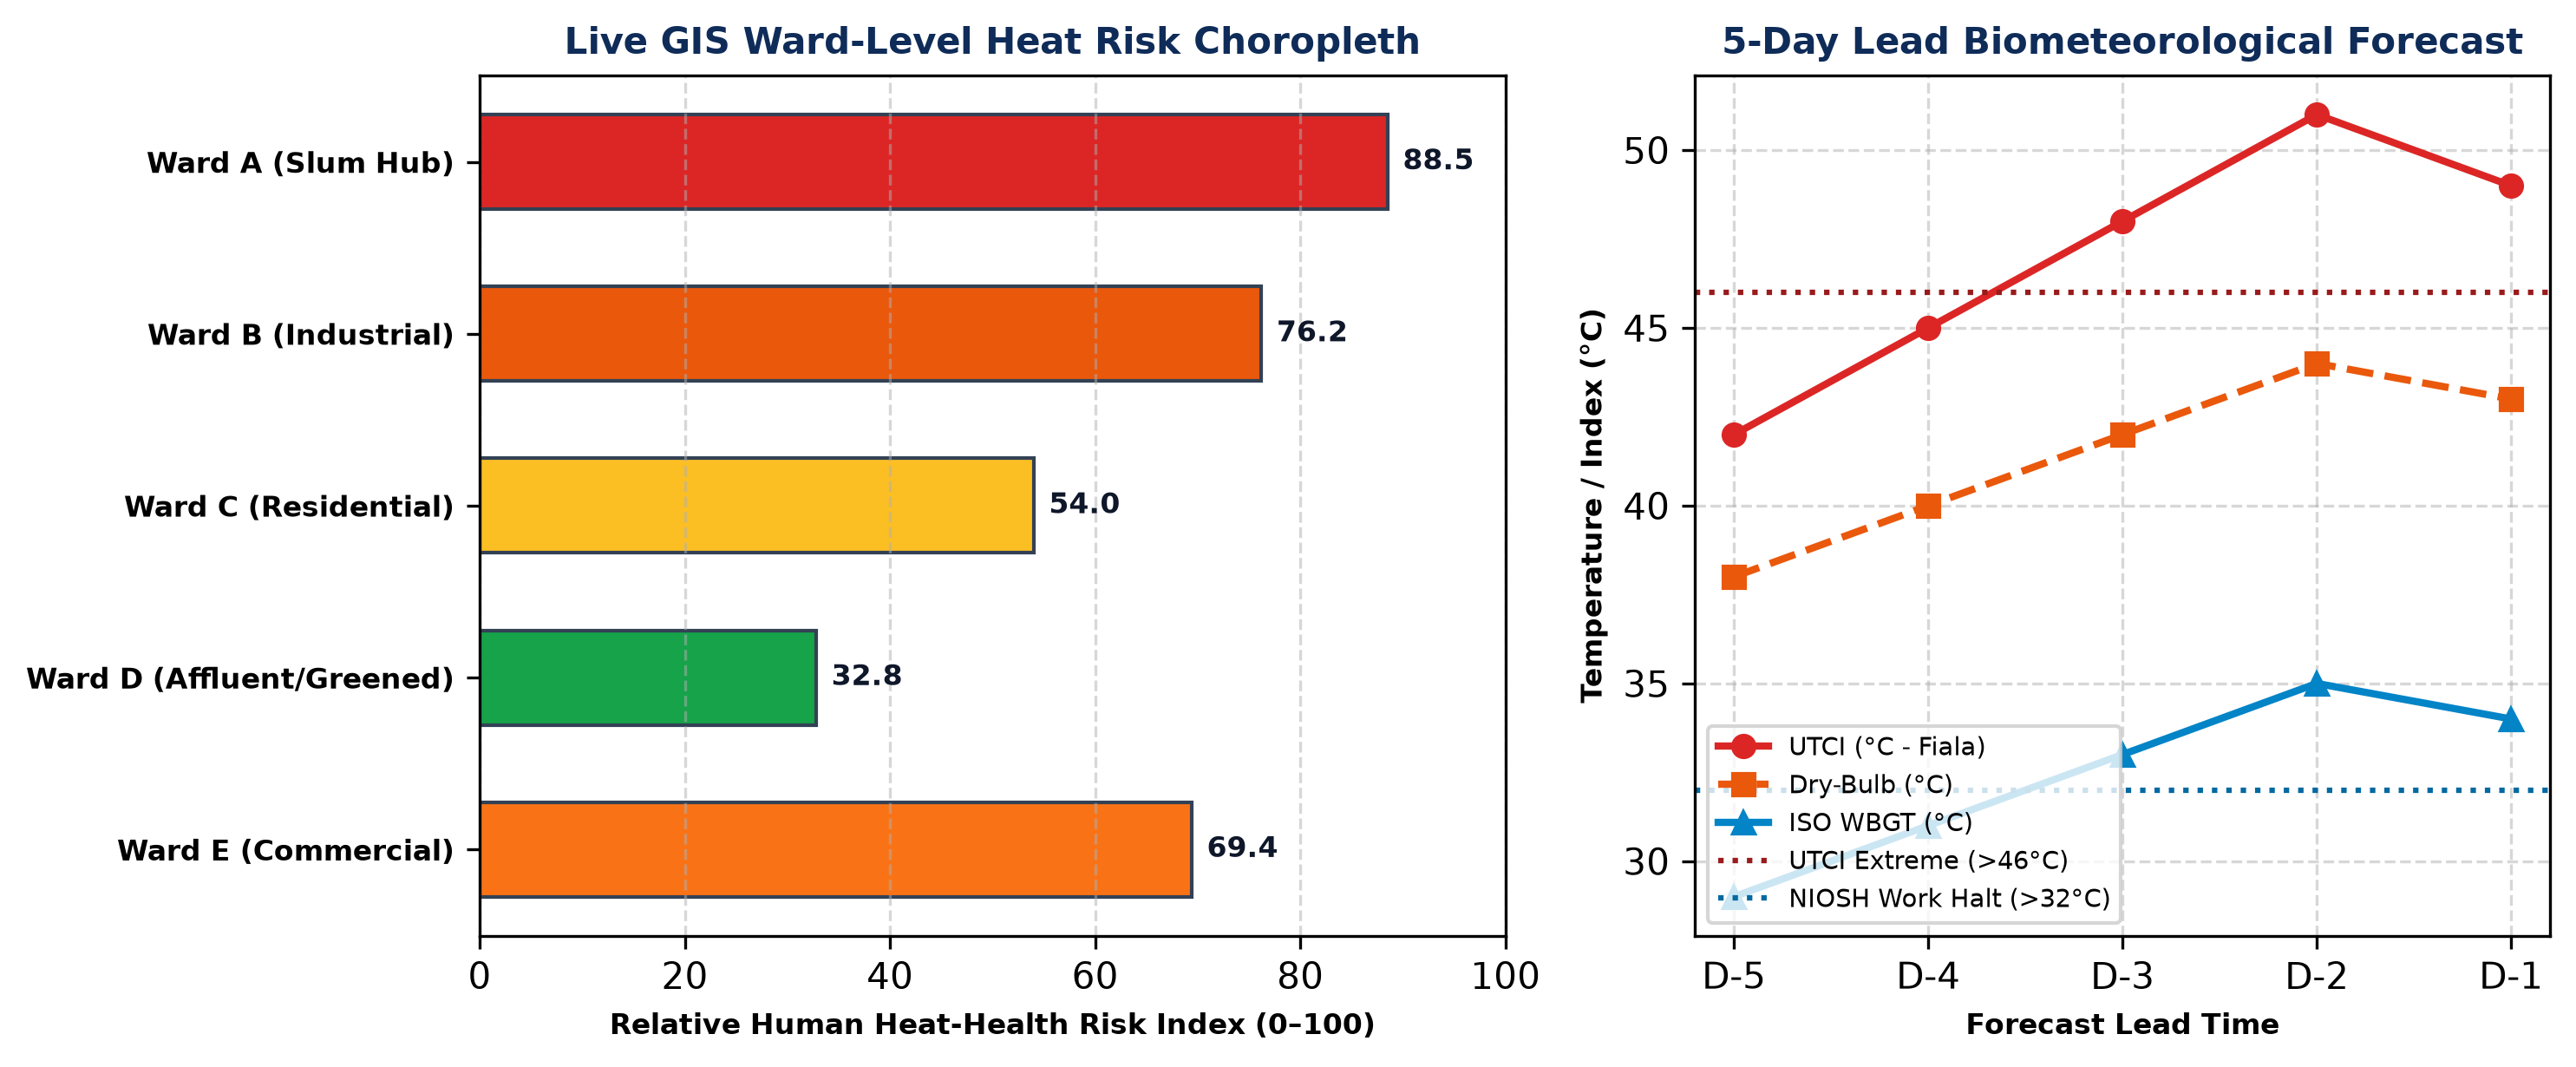 Live GIS Ward-Level Heat Risk Choropleth
Ward A (Slum Hub)
88.5
Ward B (Industrial)
76.2
Ward C (Residential)
54.0
Ward D (Affluent/Greened)
32.8
Ward E (Commercial)
69.4
0 20 40 60 80 100
Relative Human Heat-Health Risk Index (0–100)
5-Day Lead Biometeorological Forecast
Temperature / Index (°C)
50
45
40
35
30
UTCI (°C - Fiala)
Dry-Bulb (°C)
ISO WBGT (°C)
UTCI Extreme (>46°C)
NIOSH Work Halt (>32°C)
D-5 D-4 D-3 D-2 D-1
Forecast Lead Time